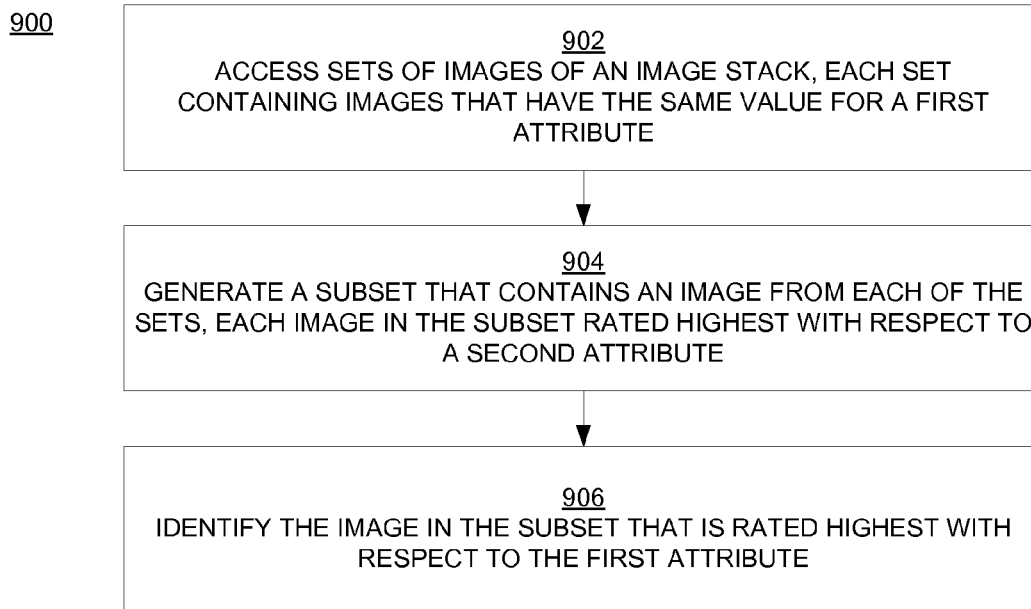 900
902
ACCESS SETS OF IMAGES OF AN IMAGE STACK, EACH SET
CONTAINING IMAGES THAT HAVE THE SAME VALUE FOR A FIRST
ATTRIBUTE
904
GENERATE A SUBSET THAT CONTAINS AN IMAGE FROM EACH OF THE
SETS, EACH IMAGE IN THE SUBSET RATED HIGHEST WITH RESPECT TO
A SECOND ATTRIBUTE
906
IDENTIFY THE IMAGE IN THE SUBSET THAT IS RATED HIGHEST WITH
RESPECT TO THE FIRST ATTRIBUTE